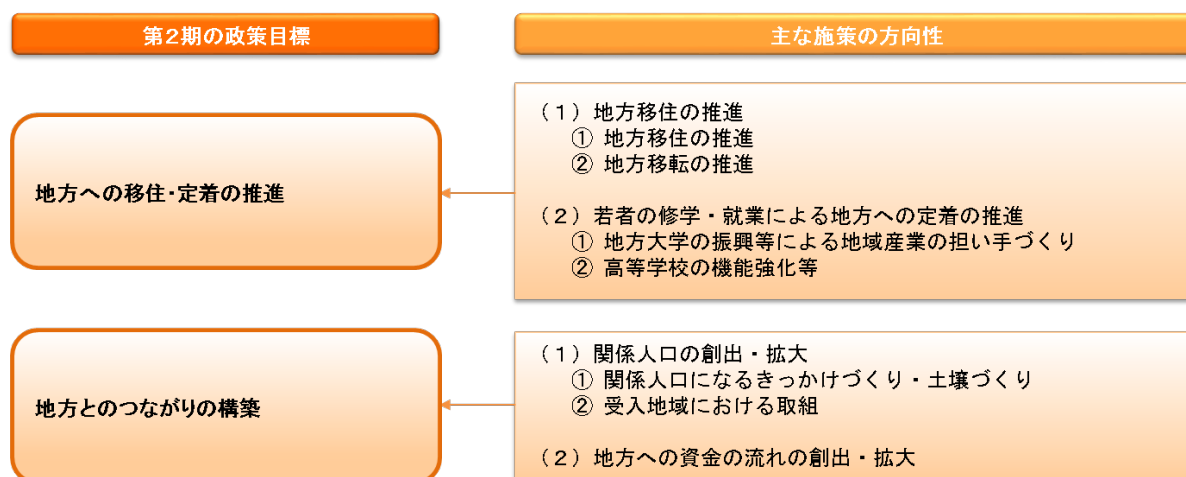 第2期の政策目標
主な施策の方向性
地方への移住・定着の推進
（１）地方移住の推進
① 地方移住の推進
② 地方移転の推進
（２）若者の修学・就業による地方への定着の推進
① 地方大学の振興等による地域産業の担い手づくり
② 高等学校の機能強化等
地方とのつながりの構築
（１）関係人口の創出・拡大
① 関係人口になるきっかけづくり・土壌づくり
② 受入地域における取組
（２）地方への資金の流れの創出・拡大